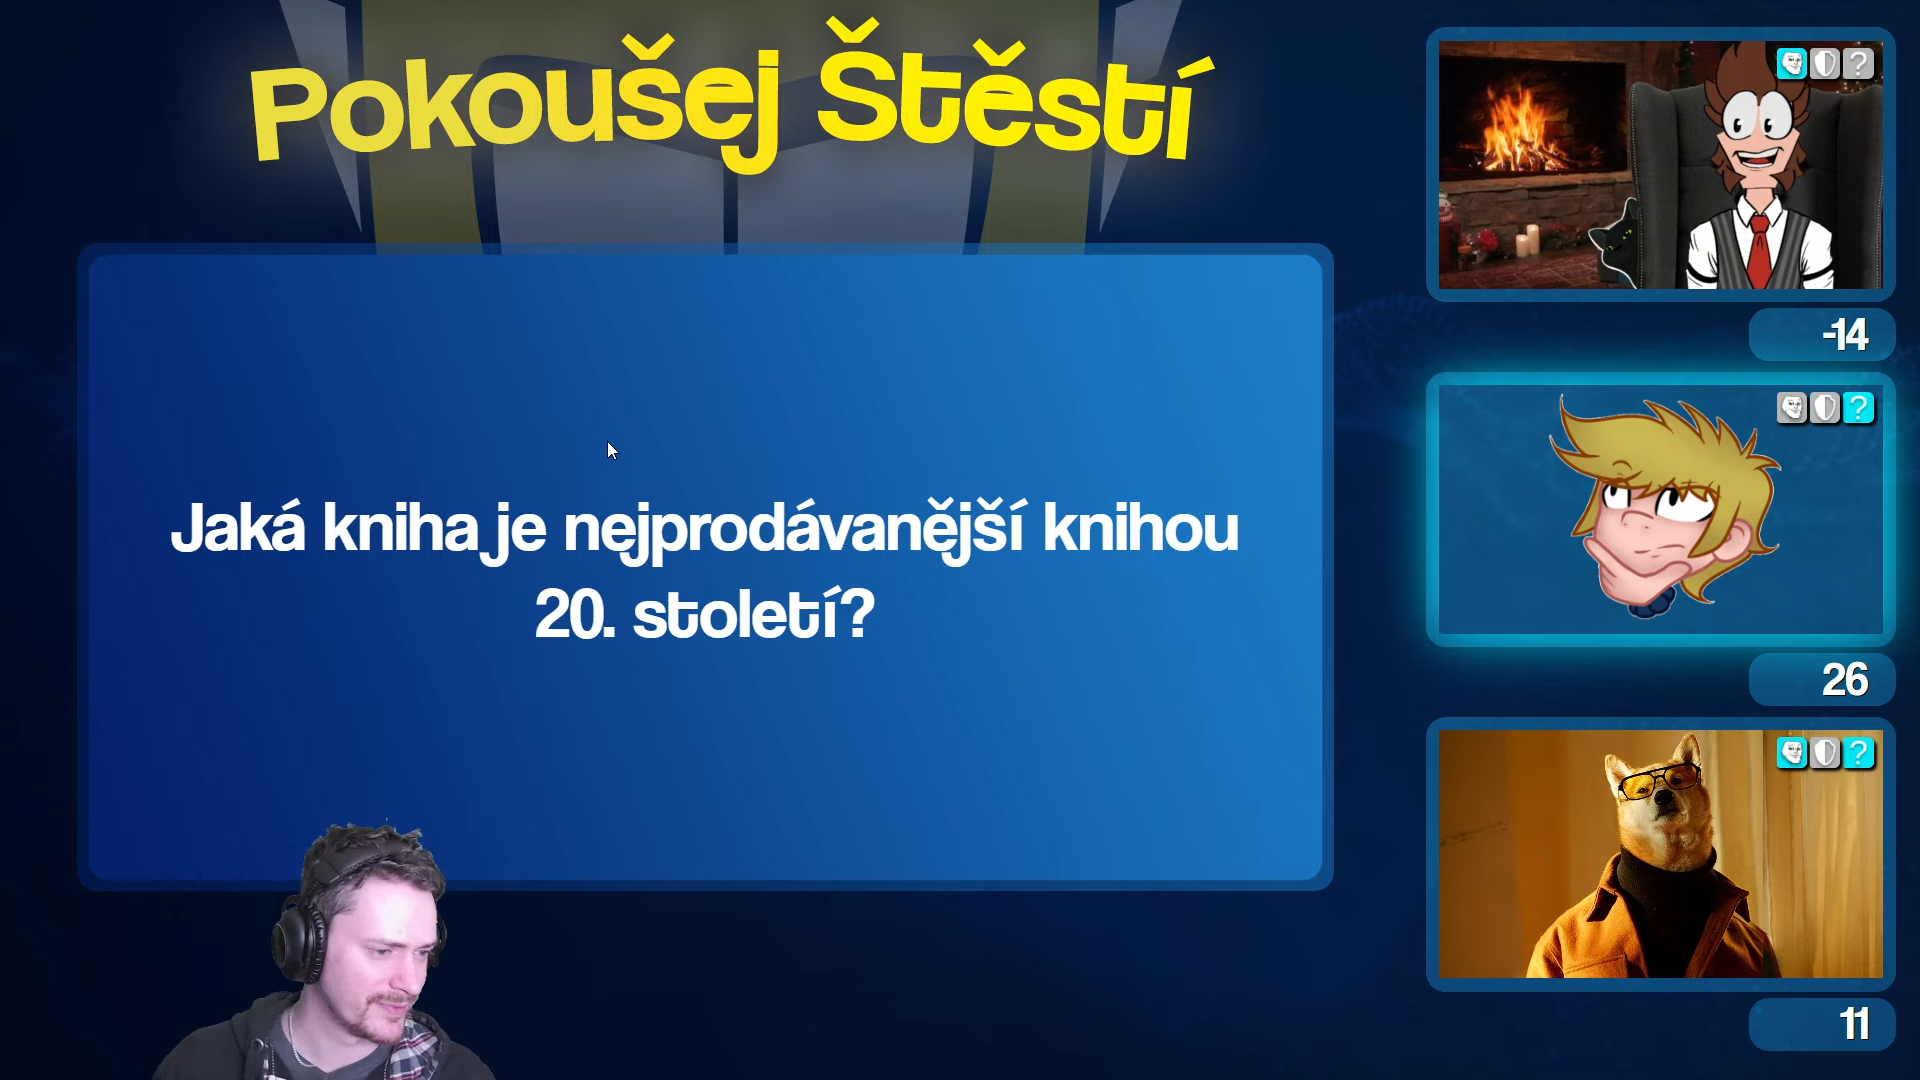 Pokoušej Štěstí
Jaká kniha je nejprodávanější knihou
20. století?
?
-14
?
26
?
11